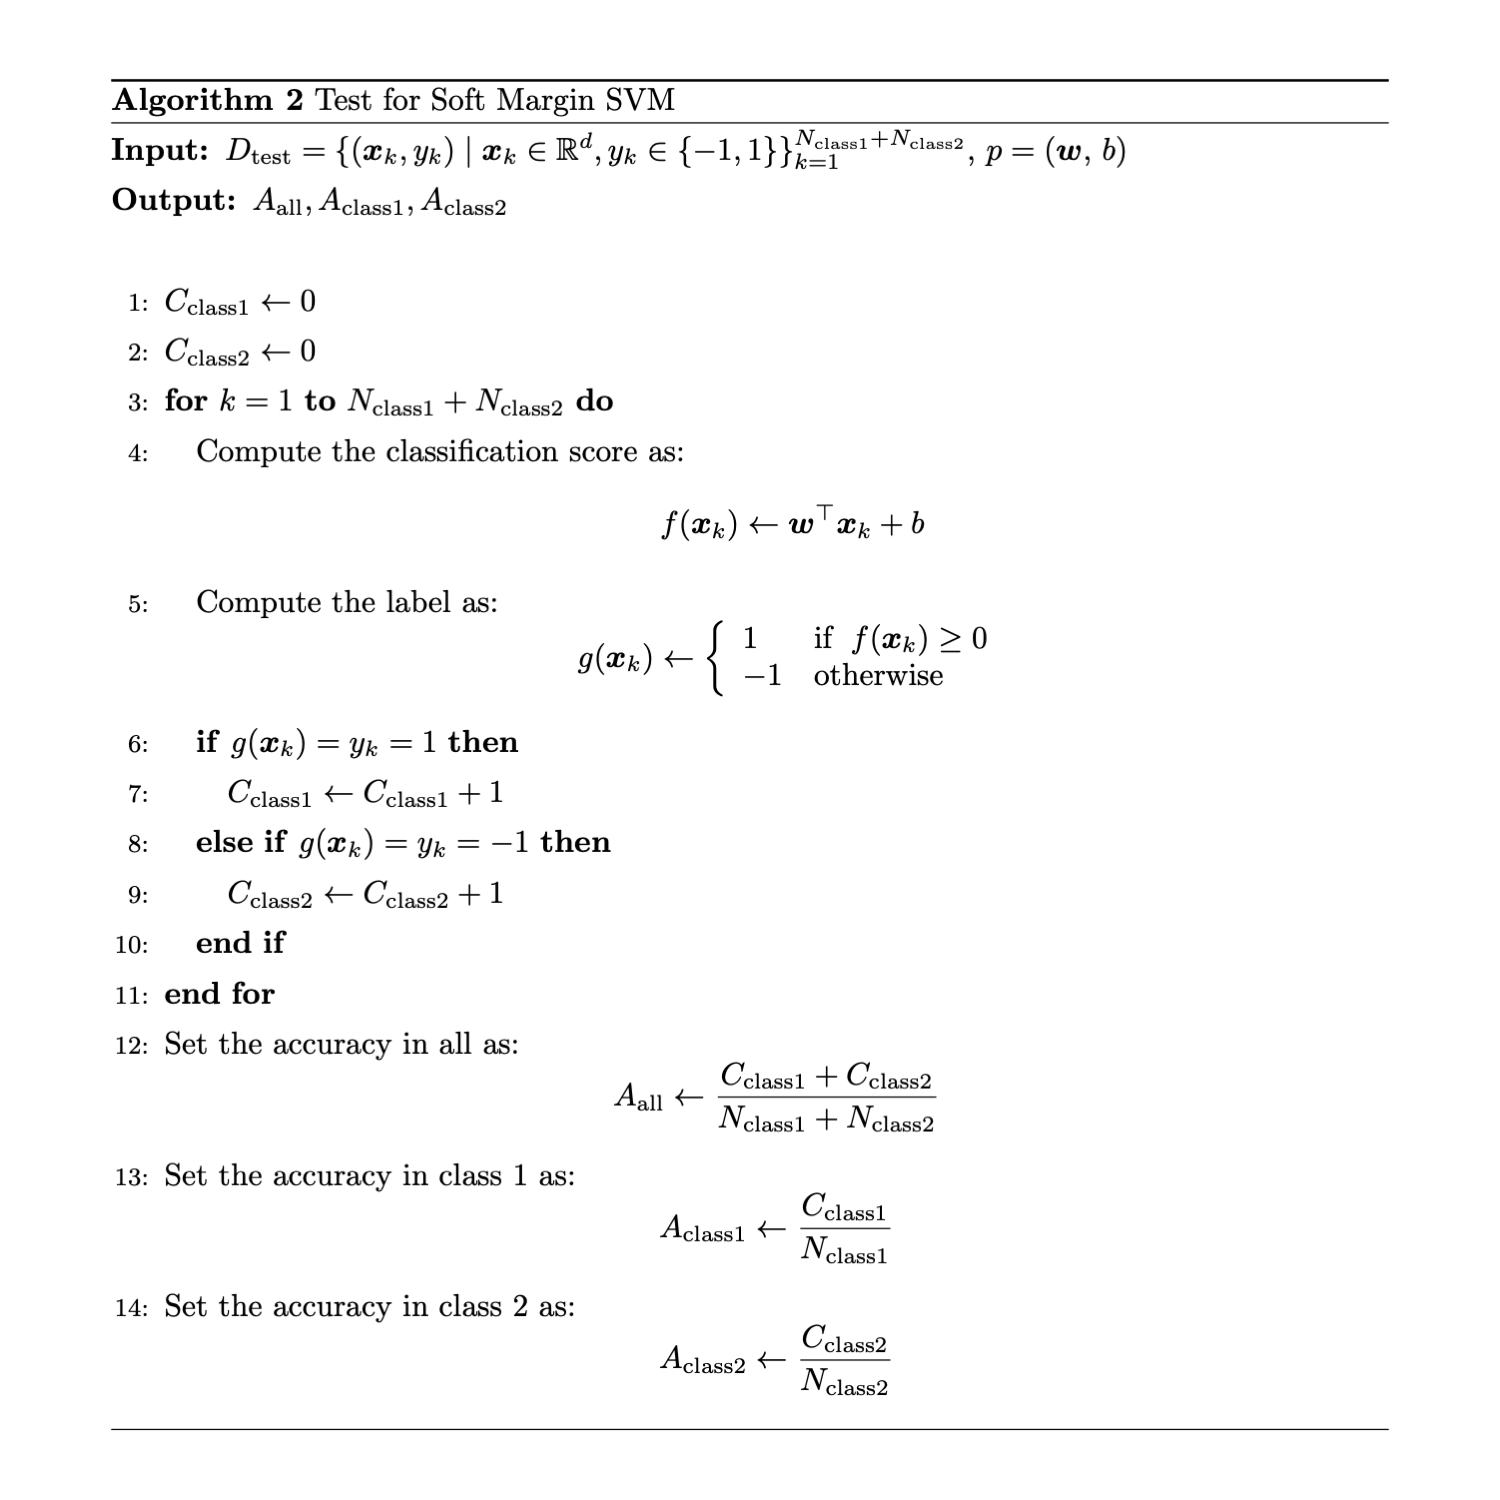 Algorithm 2 Test for Soft Margin SVM
Input: $D_{\text{test}} = \{(\boldsymbol{x}_k, y_k) \mid \boldsymbol{x}_k \in \mathbb{R}^d, y_k \in \{-1, 1\}\}_{k=1}^{N_{\text{class1}}+N_{\text{class2}}}$, $p = (\boldsymbol{w}, b)$
Output: $A_{\text{all}}, A_{\text{class1}}, A_{\text{class2}}$
1: $C_{\text{class1}} \leftarrow 0$
2: $C_{\text{class2}} \leftarrow 0$
3: for $k = 1$ to $N_{\text{class1}} + N_{\text{class2}}$ do
4: Compute the classification score as:
$f(\boldsymbol{x}_k) \leftarrow \boldsymbol{w}^\top \boldsymbol{x}_k + b$
5: Compute the label as:
$g(\boldsymbol{x}_k) \leftarrow \left\{ \begin{array}{ll} 1 & \text{if } f(\boldsymbol{x}_k) \geq 0 \\ -1 & \text{otherwise} \end{array} \right.$
6: if $g(\boldsymbol{x}_k) = y_k = 1$ then
7: $C_{\text{class1}} \leftarrow C_{\text{class1}} + 1$
8: else if $g(\boldsymbol{x}_k) = y_k = -1$ then
9: $C_{\text{class2}} \leftarrow C_{\text{class2}} + 1$
10: end if
11: end for
12: Set the accuracy in all as:
$A_{\text{all}} \leftarrow \frac{C_{\text{class1}} + C_{\text{class2}}}{N_{\text{class1}} + N_{\text{class2}}}$
13: Set the accuracy in class 1 as:
$A_{\text{class1}} \leftarrow \frac{C_{\text{class1}}}{N_{\text{class1}}}$
14: Set the accuracy in class 2 as:
$A_{\text{class2}} \leftarrow \frac{C_{\text{class2}}}{N_{\text{class2}}}$